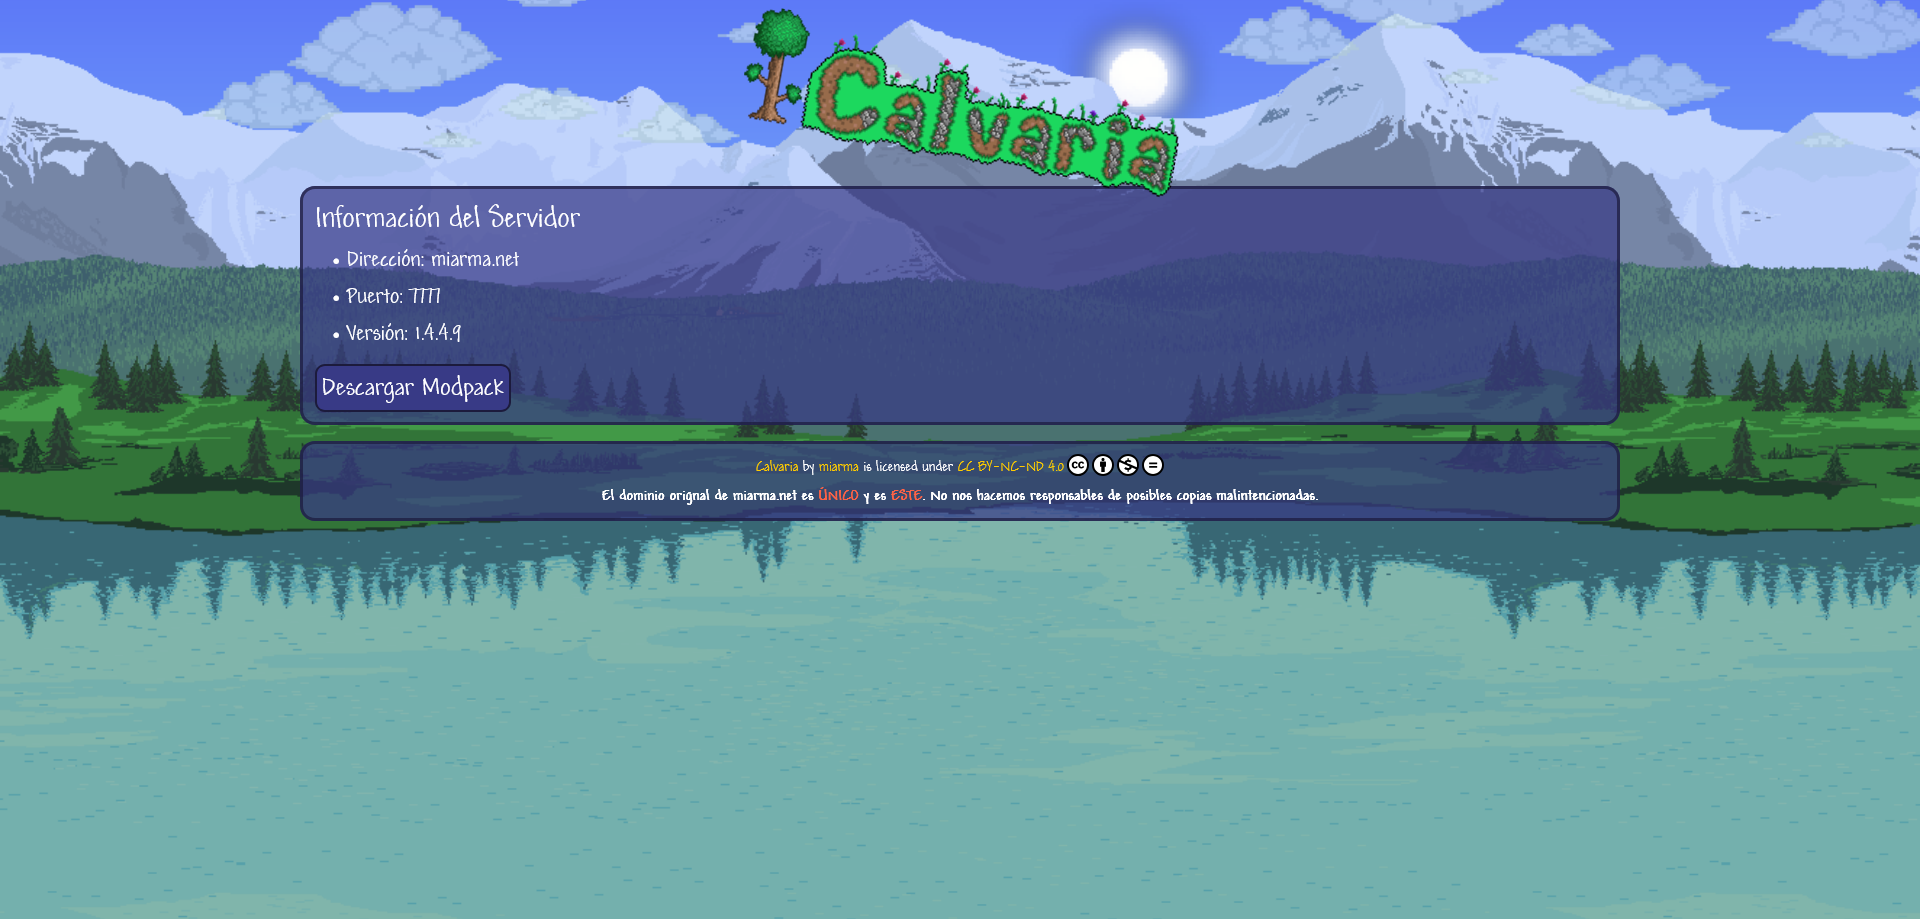 Calvaria
Información del Servidor
• Dirección: miarma.net
• Puerto: 7777
• Versión: 1.4.4.9
Descargar Modpack
Calvaria by miarma is licensed under CC BY-NC-ND 4.0
El dominio orignal de miarma.net es ÚNICO y es ESTE. No nos hacemos responsables de posibles copias malintencionadas.